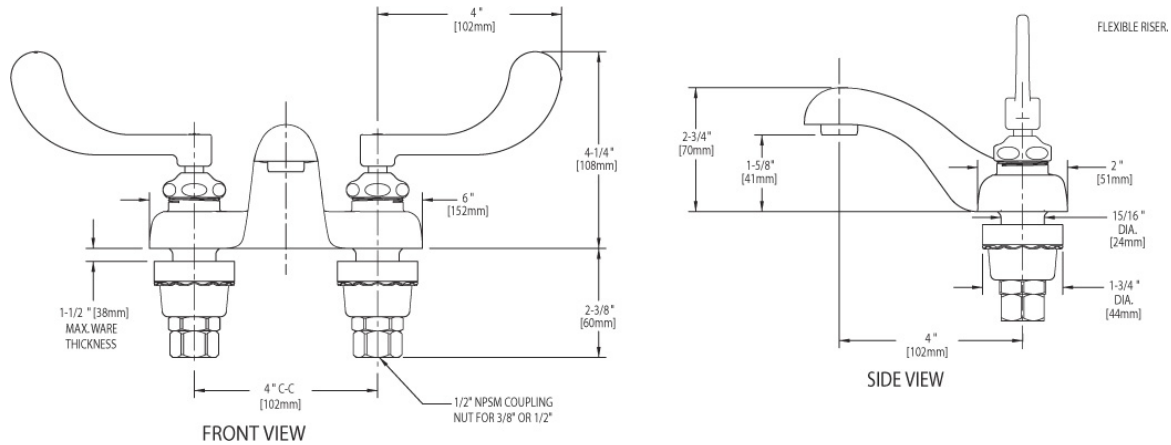 4"
[102mm]
4-1/4"
[108mm]
6"
[152mm]
1-1/2" [38mm]
MAX. WARE
THICKNESS
2-3/8"
[60mm]
4" C-C
[102mm]
1/2" NPSM COUPLING
NUT FOR 3/8" OR 1/2"
FRONT VIEW
FLEXIBLE RISER.
2-3/4"
[70mm]
1-5/8"
[41mm]
2"
[51mm]
15/16"
DIA.
[24mm]
1-3/4"
DIA.
[44mm]
4"
[102mm]
SIDE VIEW